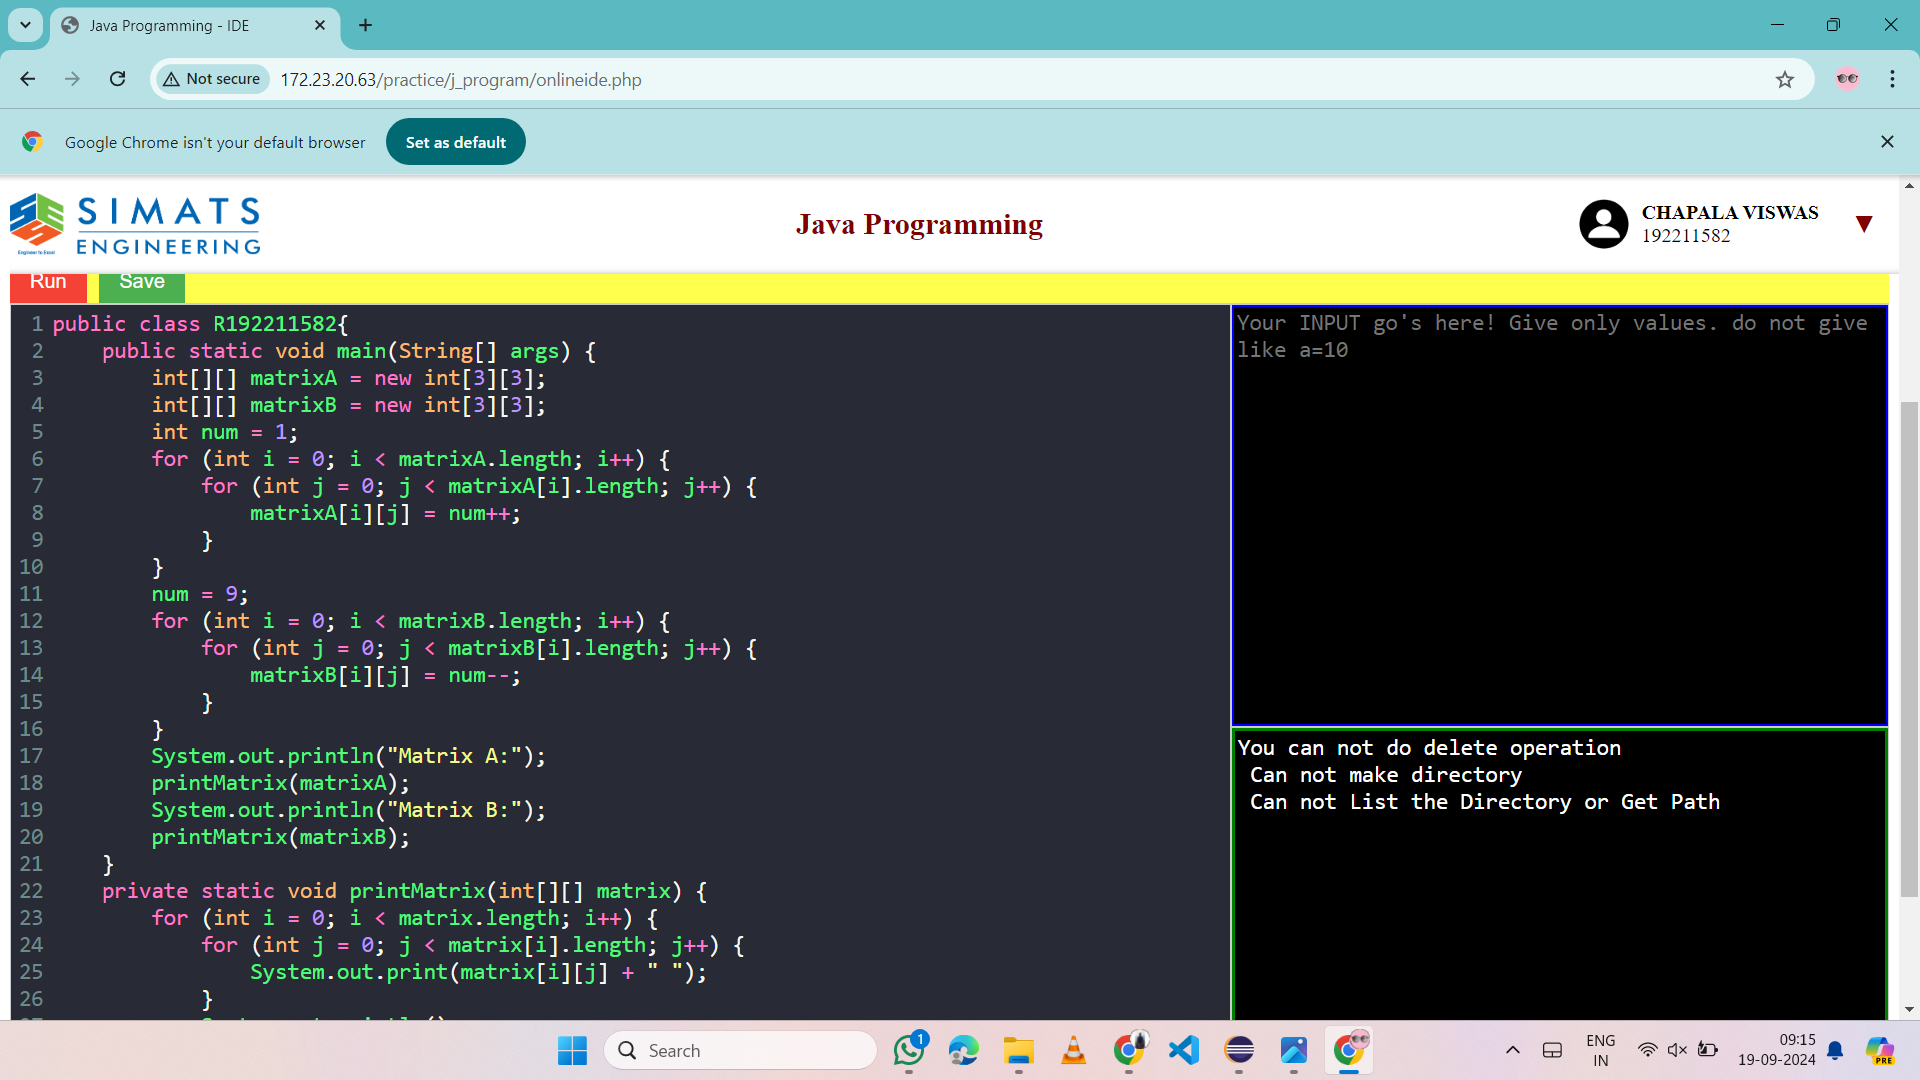 Java Programming - IDE
Not secure
172.23.20.63/practice/j_program/onlineide.php
Google Chrome isn't your default browser
Set as default
SIMATS
ENGINEERING
Engineer to Excel
Java Programming
CHAPALA VISWAS
192211582
Run
Save
1 public class R192211582{
2     public static void main(String[] args) {
3         int[][] matrixA = new int[3][3];
4         int[][] matrixB = new int[3][3];
5         int num = 1;
6         for (int i = 0; i < matrixA.length; i++) {
7             for (int j = 0; j < matrixA[i].length; j++) {
8                 matrixA[i][j] = num++;
9             }
10         }
11         num = 9;
12         for (int i = 0; i < matrixB.length; i++) {
13             for (int j = 0; j < matrixB[i].length; j++) {
14                 matrixB[i][j] = num--;
15             }
16         }
17         System.out.println("Matrix A:");
18         printMatrix(matrixA);
19         System.out.println("Matrix B:");
20         printMatrix(matrixB);
21     }
22     private static void printMatrix(int[][] matrix) {
23         for (int i = 0; i < matrix.length; i++) {
24             for (int j = 0; j < matrix[i].length; j++) {
25                 System.out.print(matrix[i][j] + " ");
26             }
Your INPUT go's here! Give only values. do not give
like a=10
You can not do delete operation
Can not make directory
Can not List the Directory or Get Path
Search
1
ENG
IN
09:15
19-09-2024
PRE